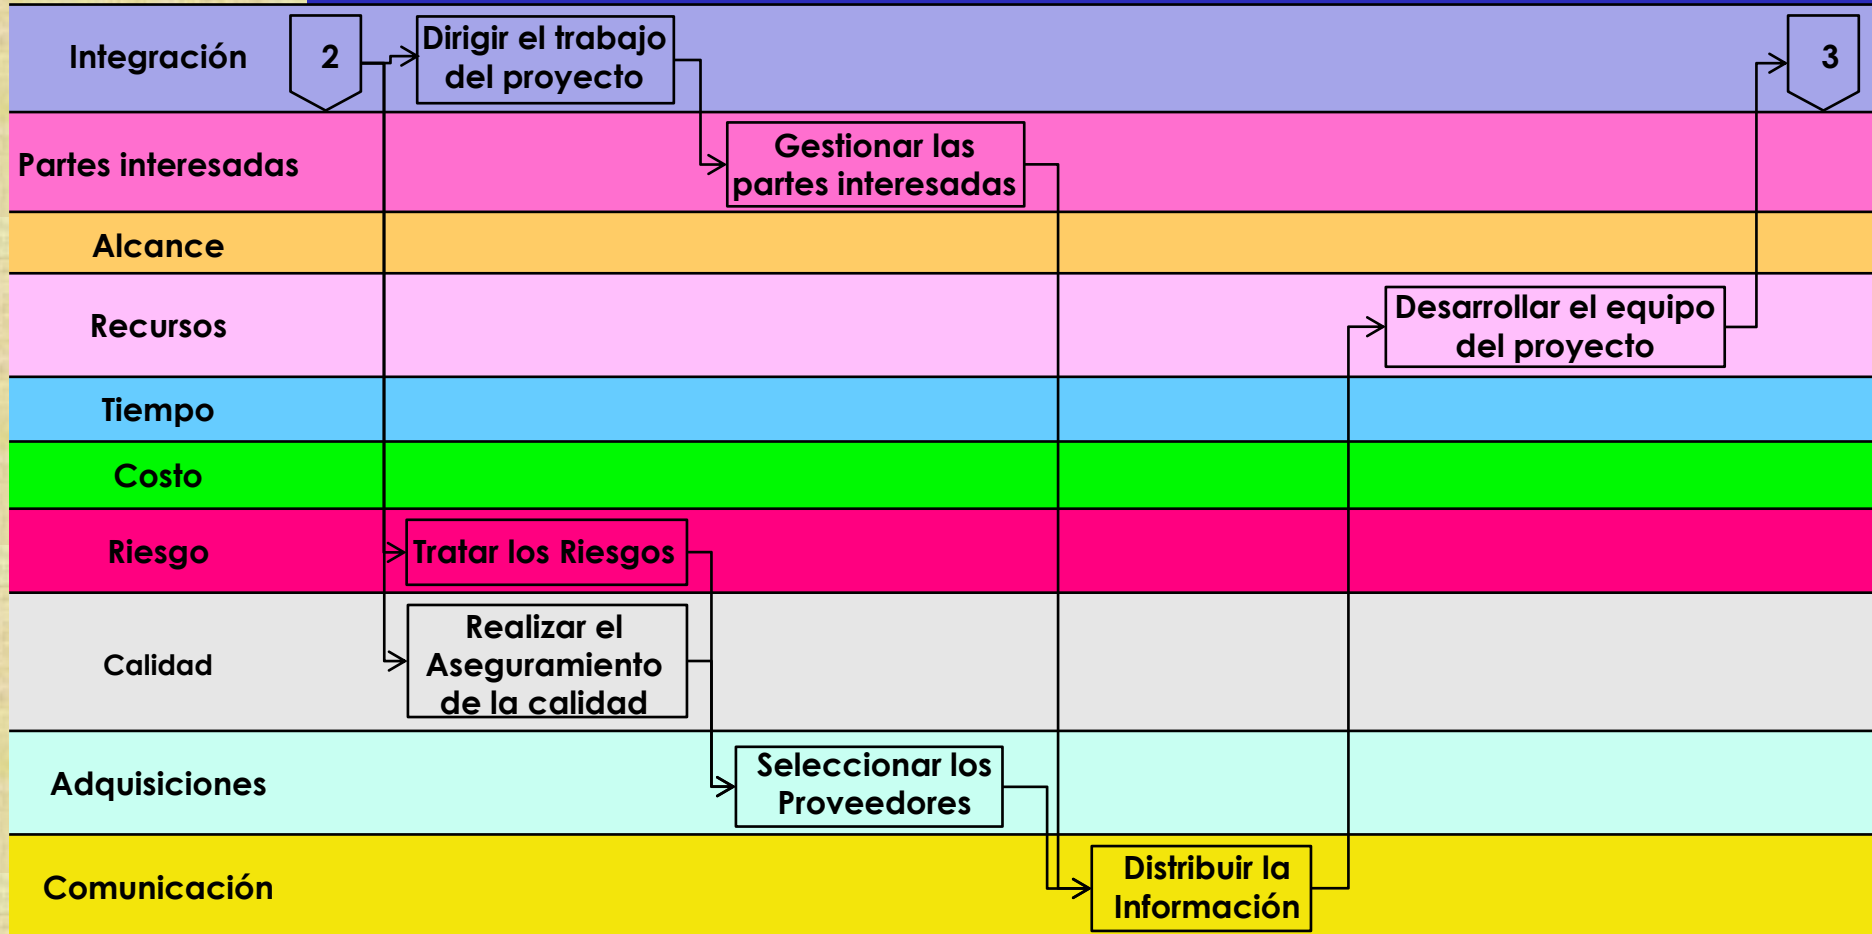 Integración
2
Dirigir el trabajo
del proyecto
3
Partes interesadas
Gestionar las
partes interesadas
Alcance
Recursos
Desarrollar el equipo
del proyecto
Tiempo
Costo
Riesgo
Tratar los Riesgos
Calidad
Realizar el
Aseguramiento
de la calidad
Adquisiciones
Seleccionar los
Proveedores
Comunicación
Distribuir la
Información